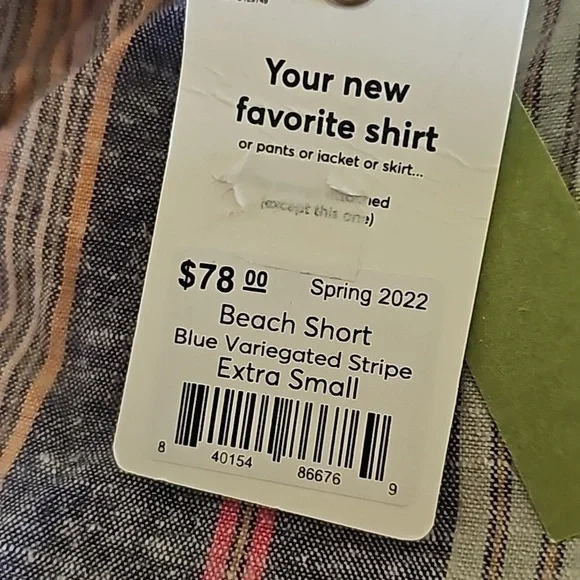 Your new
favorite shirt
or pants or jacket or skirt...
(except this one)
$78 00 Spring 2022
Beach Short
Blue Variegated Stripe
Extra Small
8 40154 86676 9